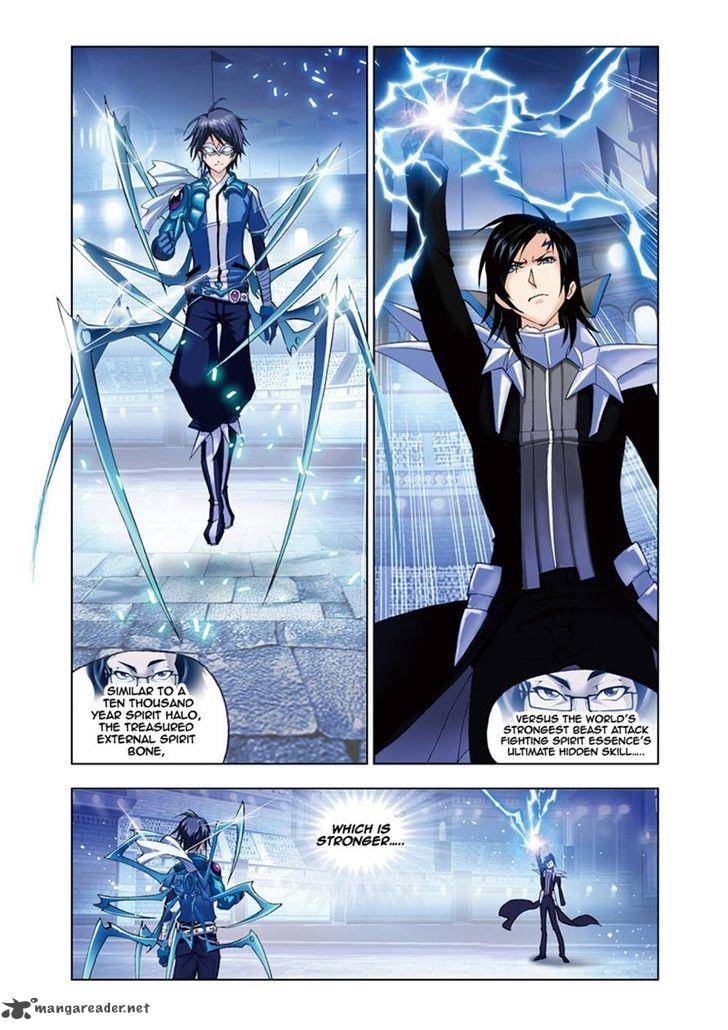 SIMILAR TO A
TEN THOUSAND
YEAR SPIRIT HALO,
THE TREASURED
EXTERNAL SPIRIT
BONE,
VERSUS THE WORLD'S
STRONGEST BEAST ATTACK
FIGHTING SPIRIT ESSENCE'S
ULTIMATE HIDDEN SKILL.....
WHICH IS
STRONGER.....
mangareader.net